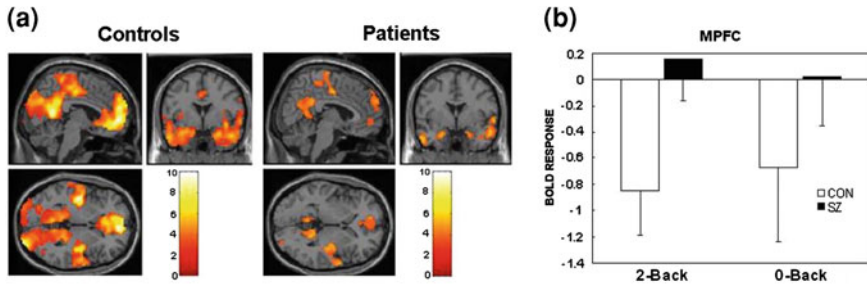 (a)
Controls
Patients
10
8
6
4
2
0
10
8
6
4
2
0
(b)
MPFC
BOLD RESPONSE
0.2
0
-0.2
-0.4
-0.6
-0.8
-1
-1.2
-1.4
CON
SZ
2-Back
0-Back